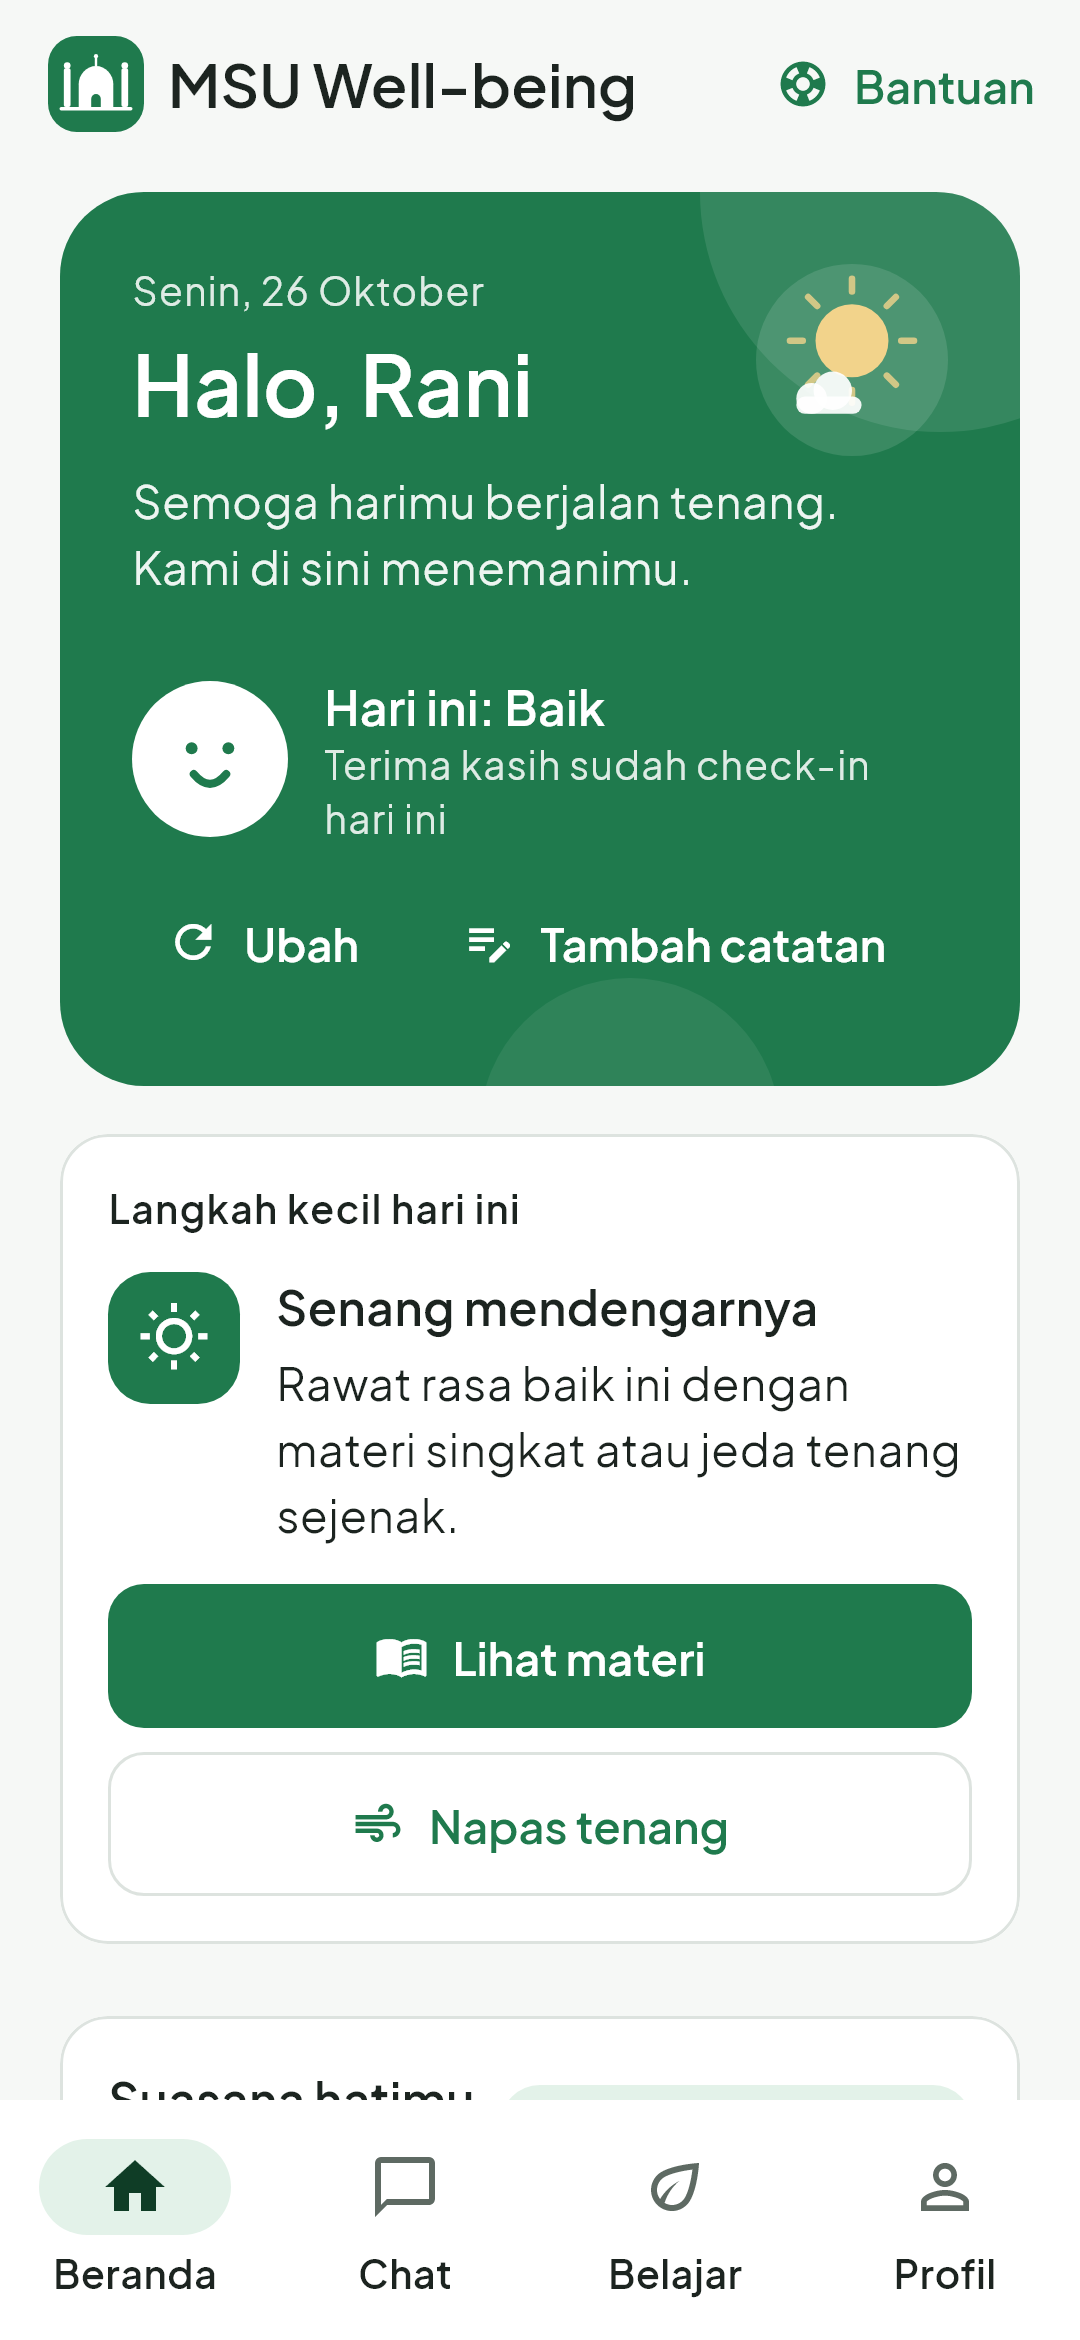 MSU Well-being
Bantuan
Senin, 26 Oktober
Halo, Rani
Semoga harimu berjalan tenang.
Kami di sini menemanimu.
Hari ini: Baik
Terima kasih sudah check-in
hari ini
Ubah
Tambah catatan
Langkah kecil hari ini
Senang mendengarnya
Rawat rasa baik ini dengan
materi singkat atau jeda tenang
sejenak.
Lihat materi
Napas tenang
Suasana hatimu
Beranda
Chat
Belajar
Profil